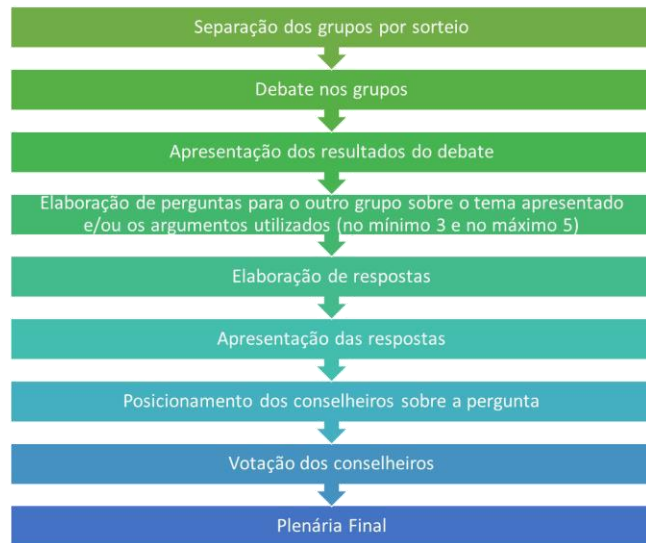 Separação dos grupos por sorteio
Debate nos grupos
Apresentação dos resultados do debate
Elaboração de perguntas para o outro grupo sobre o tema apresentado
e/ou os argumentos utilizados (no mínimo 3 e no máximo 5)
Elaboração de respostas
Apresentação das respostas
Posicionamento dos conselheiros sobre a pergunta
Votação dos conselheiros
Plenária Final